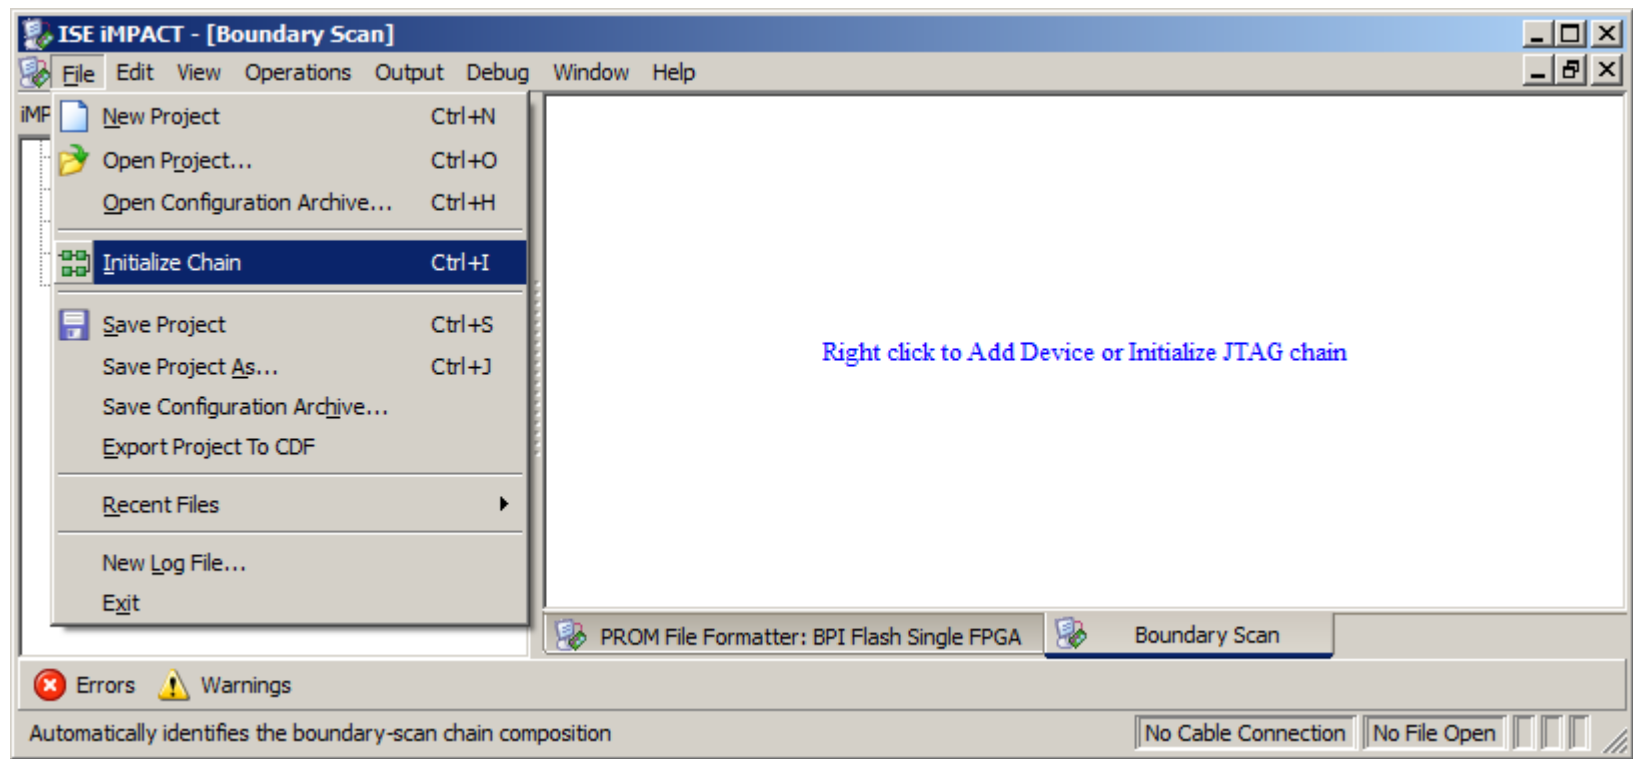 ISE iMPACT - [Boundary Scan]
File Edit View Operations Output Debug Window Help
iMP
New Project Ctrl+N
Open Project... Ctrl+O
Open Configuration Archive... Ctrl+H
Initialize Chain Ctrl+I
Save Project Ctrl+S
Save Project As... Ctrl+J
Save Configuration Archive...
Export Project To CDF
Recent Files
New Log File...
Exit
Right click to Add Device or Initialize JTAG chain
PROM File Formatter: BPI Flash Single FPGA Boundary Scan
Errors Warnings
Automatically identifies the boundary-scan chain composition No Cable Connection No File Open